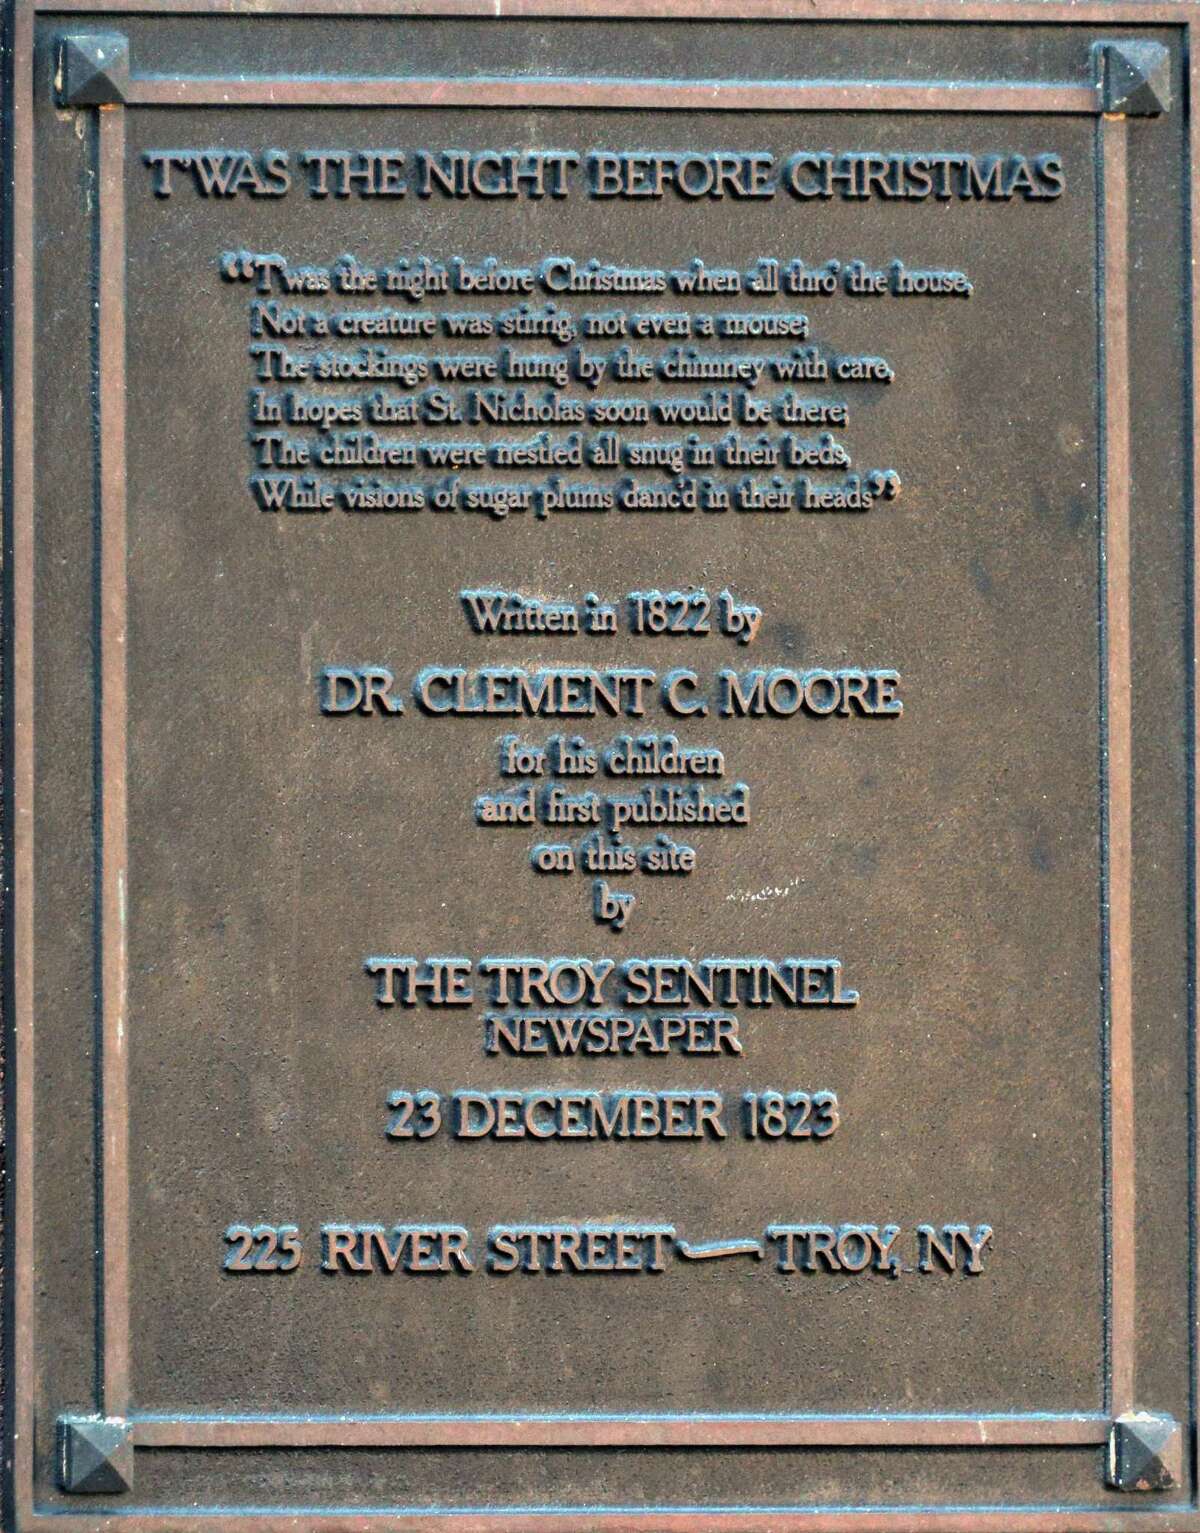 T'WAS THE NIGHT BEFORE CHRISTMAS
“Twas the night before Christmas when all thro' the house,
Not a creature was stirrig, not even a mouse;
The stockings were hung by the chimney with care,
In hopes that St. Nicholas soon would be there;
The children were nestled all snug in their beds,
While visions of sugar plums danc'd in their heads”
Written in 1822 by
DR. CLEMENT C. MOORE
for his children
and first published
on this site
by
THE TROY SENTINEL
NEWSPAPER
23 DECEMBER 1823
225 RIVER STREET — TROY, NY